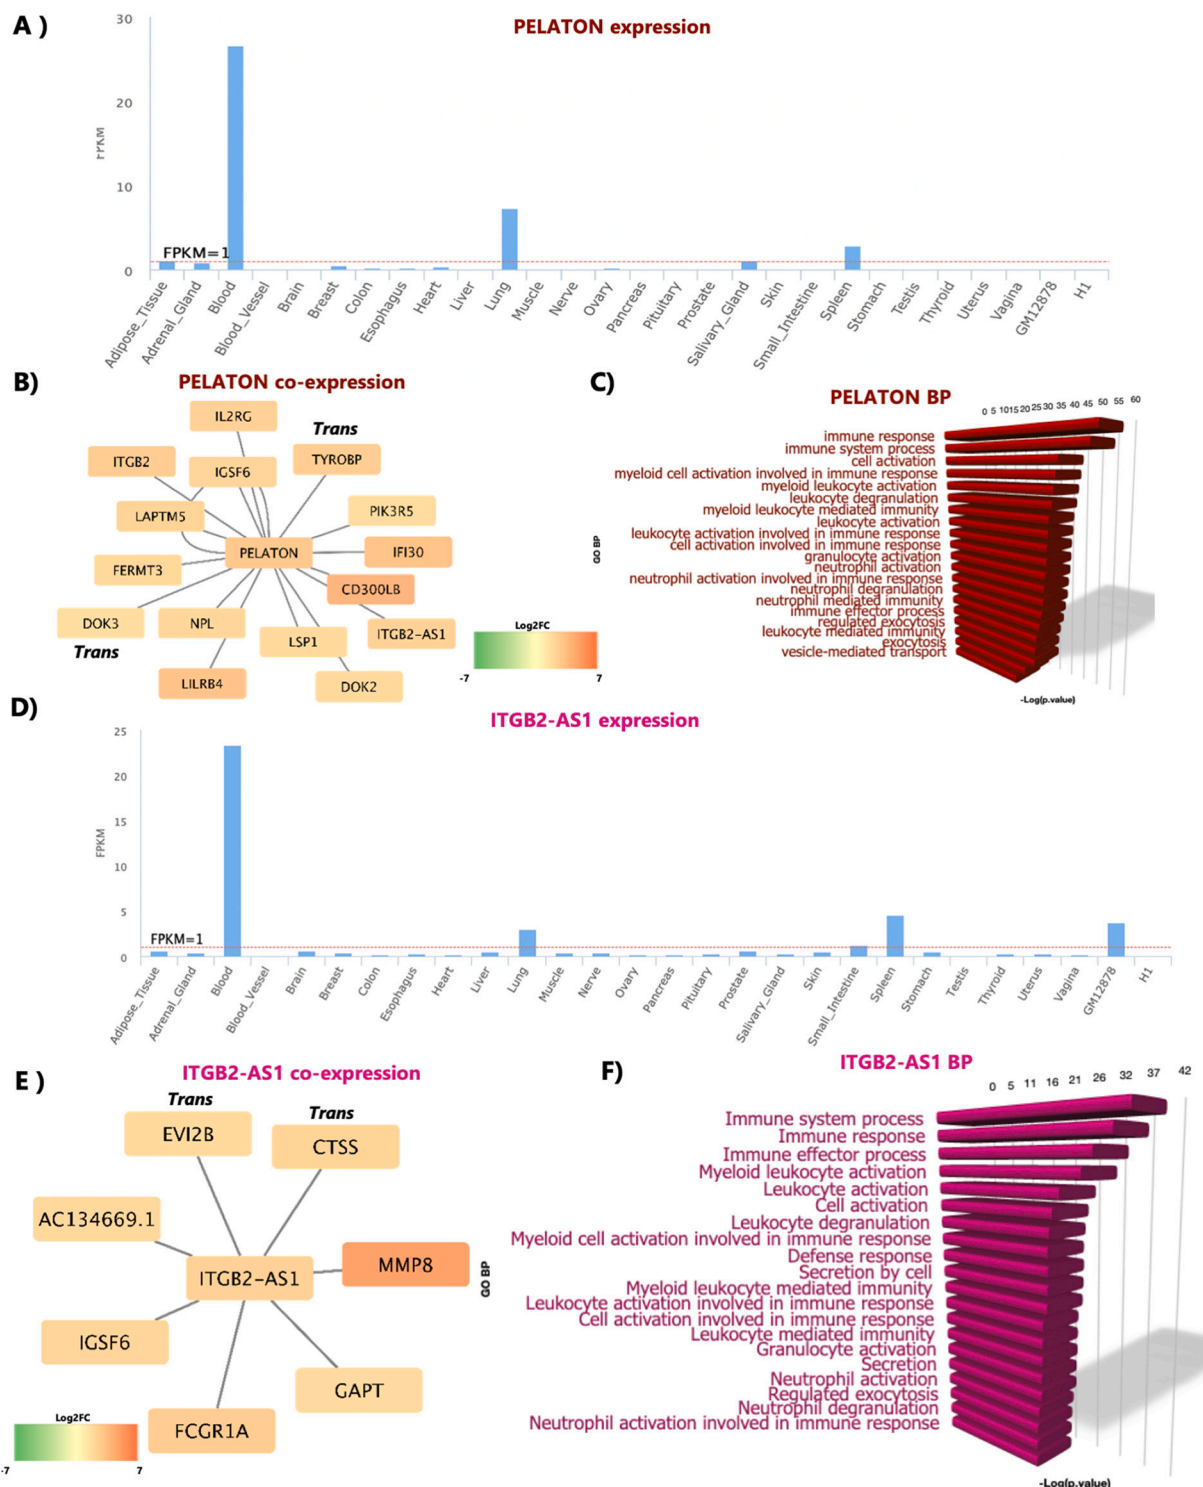 A )
PELATON expression
30
20
10
0
FPKM
FPKM=1
Adipose_Tissue
Adrenal_Gland
Blood
Blood_Vessel
Brain
Breast
Colon
Esophagus
Heart
Liver
Lung
Muscle
Nerve
Ovary
Pancreas
Pituitary
Prostate
Salivary_Gland
Skin
Small_Intestine
Spleen
Stomach
Testis
Thyroid
Uterus
Vagina
GM12878
H1
B)
PELATON co-expression
IL2RG
Trans
ITGB2
IGSF6
TYROBP
LAPTM5
PIK3R5
PELATON
IFI30
FERMT3
CD300LB
DOK3
NPL
LSP1
ITGB2-AS1
Trans
LILRB4
DOK2
Log2FC
-7
7
C)
PELATON BP
0 5 10 15 20 25 30 35 40 45 50 55 60
immune response
immune system process
cell activation
myeloid cell activation involved in immune response
myeloid leukocyte activation
leukocyte degranulation
myeloid leukocyte mediated immunity
leukocyte activation
leukocyte activation involved in immune response
cell activation involved in immune response
granulocyte activation
neutrophil activation
neutrophil activation involved in immune response
neutrophil degranulation
neutrophil mediated immunity
immune effector process
regulated exocytosis
leukocyte mediated immunity
exocytosis
vesicle-mediated transport
GO BP
-Log(p.value)
D)
ITGB2-AS1 expression
25
20
15
10
5
0
FPKM
FPKM=1
Adipose_Tissue
Adrenal_Gland
Blood
Blood_Vessel
Brain
Breast
Colon
Esophagus
Heart
Liver
Lung
Muscle
Nerve
Ovary
Pancreas
Pituitary
Prostate
Salivary_Gland
Skin
Small_Intestine
Spleen
Stomach
Testis
Thyroid
Uterus
Vagina
GM12878
H1
E )
ITGB2-AS1 co-expression
Trans
Trans
EVI2B
CTSS
AC134669.1
ITGB2-AS1
MMP8
IGSF6
GAPT
FCGR1A
Log2FC
-7
7
F)
ITGB2-AS1 BP
0 5 11 16 21 26 32 37 42
Immune system process
Immune response
Immune effector process
Myeloid leukocyte activation
Leukocyte activation
Cell activation
Leukocyte degranulation
Myeloid cell activation involved in immune response
Defense response
Secretion by cell
Myeloid leukocyte mediated immunity
Leukocyte activation involved in immune response
Cell activation involved in immune response
Leukocyte mediated immunity
Granulocyte activation
Secretion
Neutrophil activation
Regulated exocytosis
Neutrophil degranulation
Neutrophil activation involved in immune response
GO BP
-Log(p.value)